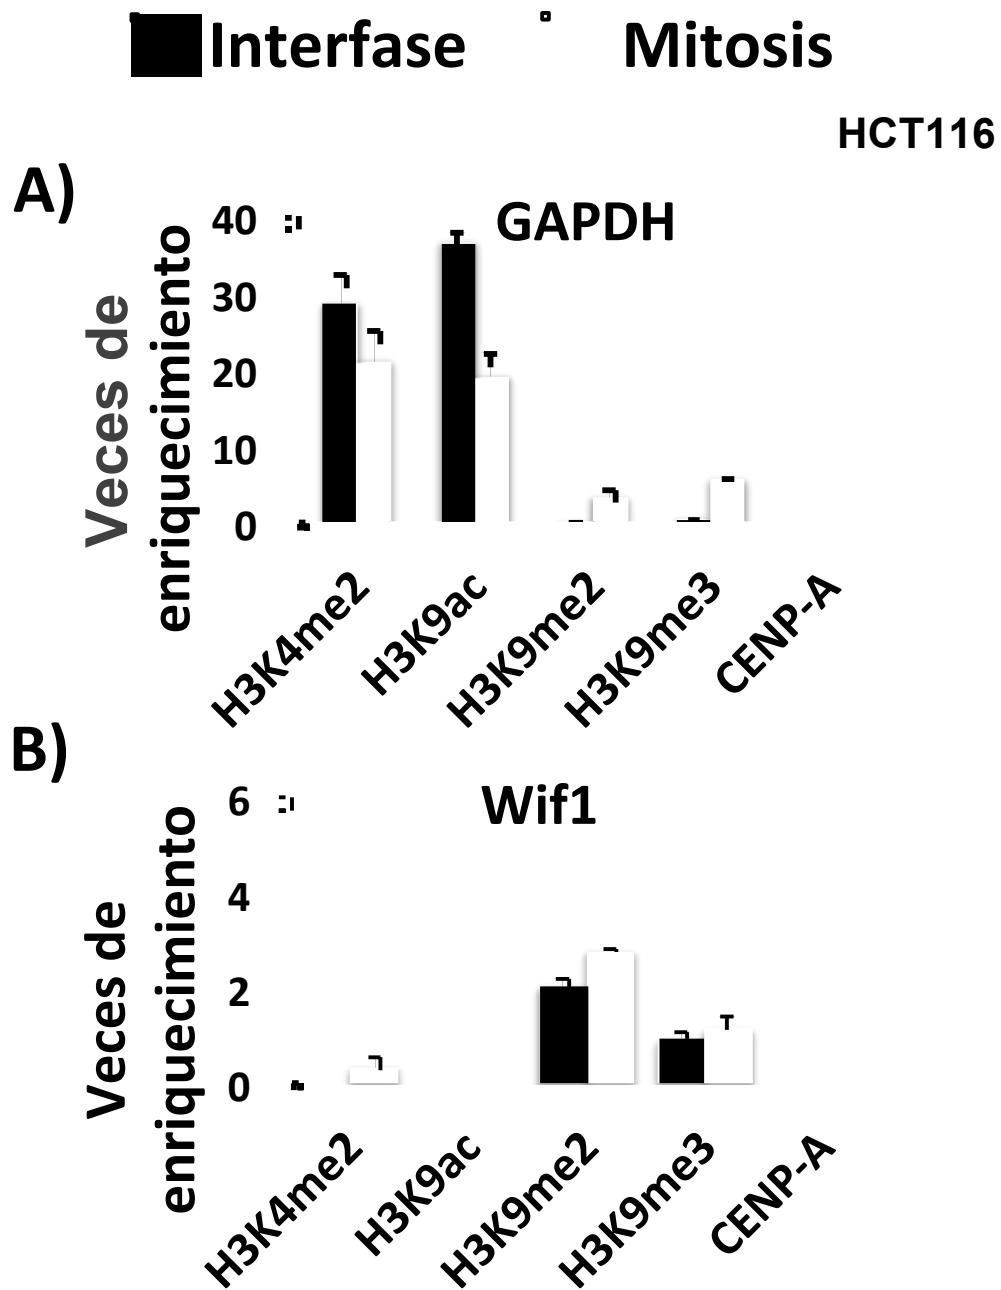 Interfase Mitosis
HCT116
A)
GAPDH
Veces de
enriquecimiento
40
30
20
10
0
H3K4me2 H3K9ac H3K9me2 H3K9me3 CENP-A
B)
Wif1
Veces de
enriquecimiento
6
4
2
0
H3K4me2 H3K9ac H3K9me2 H3K9me3 CENP-A